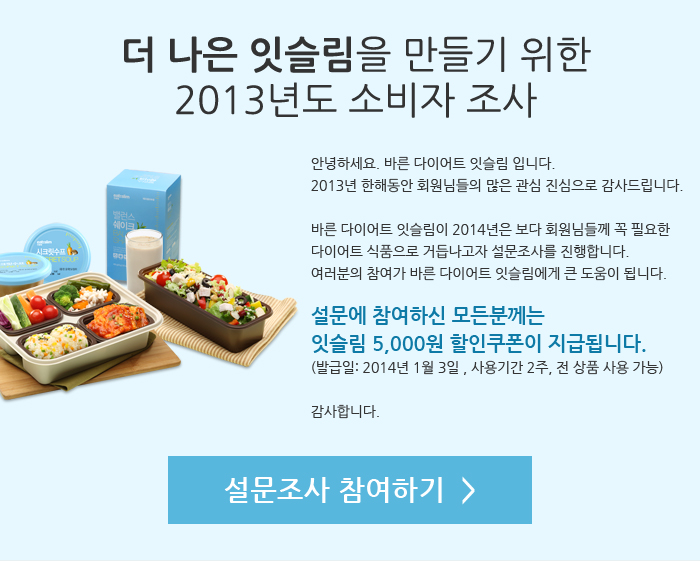 더 나은 잇슬림을 만들기 위한
2013년도 소비자 조사
안녕하세요. 바른 다이어트 잇슬림 입니다.
2013년 한해동안 회원님들의 많은 관심 진심으로 감사드립니다.
바른 다이어트 잇슬림이 2014년은 보다 회원님들께 꼭 필요한
다이어트 식품으로 거듭나고자 설문조사를 진행합니다.
여러분의 참여가 바른 다이어트 잇슬림에게 큰 도움이 됩니다.
밸런스
쉐이크
시크릿수프
설문에 참여하신 모든분께는
잇슬림 5,000원 할인쿠폰이 지급됩니다.
(발급일: 2014년 1월 3일 , 사용기간 2주, 전 상품 사용 가능)
감사합니다.
설문조사 참여하기 >